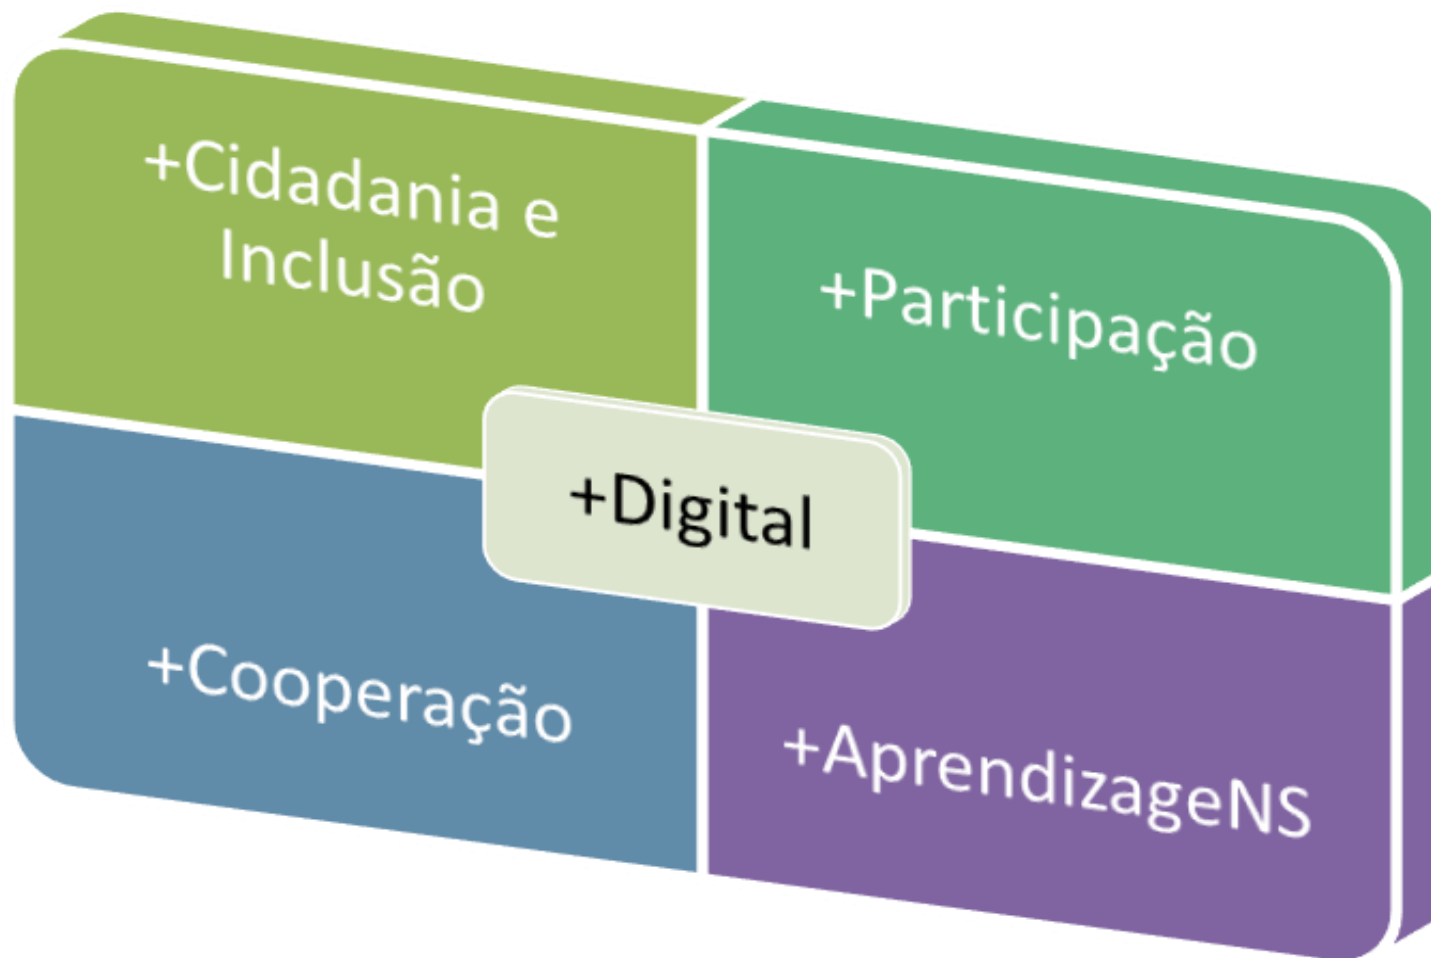 +Cidadania e
Inclusão
+Participação
+Digital
+Cooperação
+AprendizageNS